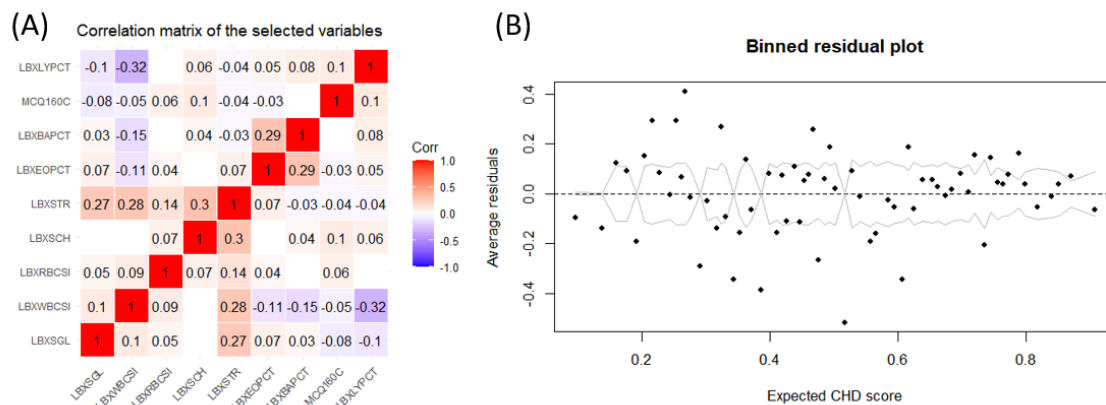 (A)
Correlation matrix of the selected variables
LBXLYPCT -0.1 -0.32 0.06 -0.04 0.05 0.08 0.1 1
MCQ160C -0.08 -0.05 0.06 0.1 -0.04 -0.03 1 0.1
LBXBAPCT 0.03 -0.15 0.04 -0.03 0.29 1 0.08
LBXEOPCT 0.07 -0.11 0.04 0.07 1 0.29 -0.03 0.05
LBXSTR 0.27 0.28 0.14 0.3 1 0.07 -0.03 -0.04 -0.04
LBXSCH 0.07 1 0.3 0.04 0.1 0.06
LBXRBCSI 0.05 0.09 1 0.07 0.14 0.04 0.06
LBXWBCSI 0.1 1 0.09 0.28 -0.11 -0.15 -0.05 -0.32
LBXSGL 1 0.1 0.05 0.27 0.07 0.03 -0.08 -0.1
LBXSGL LBXWBCSI LBXRBCSI LBXSCH LBXSTR LBXEOPCT LBXBAPCT MCQ160C LBXLYPCT
Corr
1.0
0.5
0.0
-0.5
-1.0
(B)
Binned residual plot
Average residuals
0.4
0.2
0.0
-0.2
-0.4
0.2 0.4 0.6 0.8
Expected CHD score